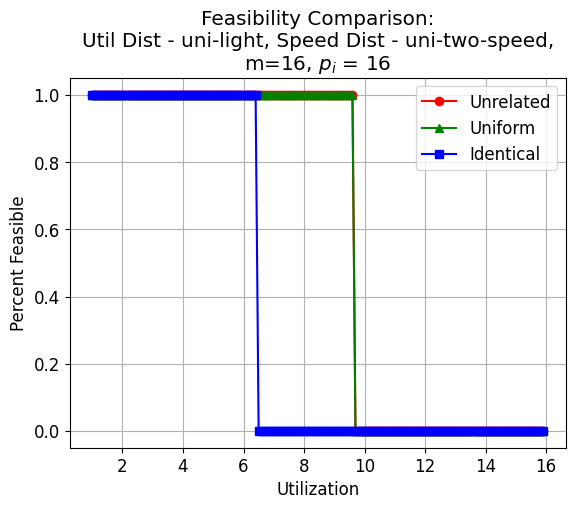 Feasibility Comparison:
Util Dist - uni-light, Speed Dist - uni-two-speed,
m=16, pᵢ = 16
Unrelated
Uniform
Identical
Percent Feasible
1.0
0.8
0.6
0.4
0.2
0.0
2 4 6 8 10 12 14 16
Utilization